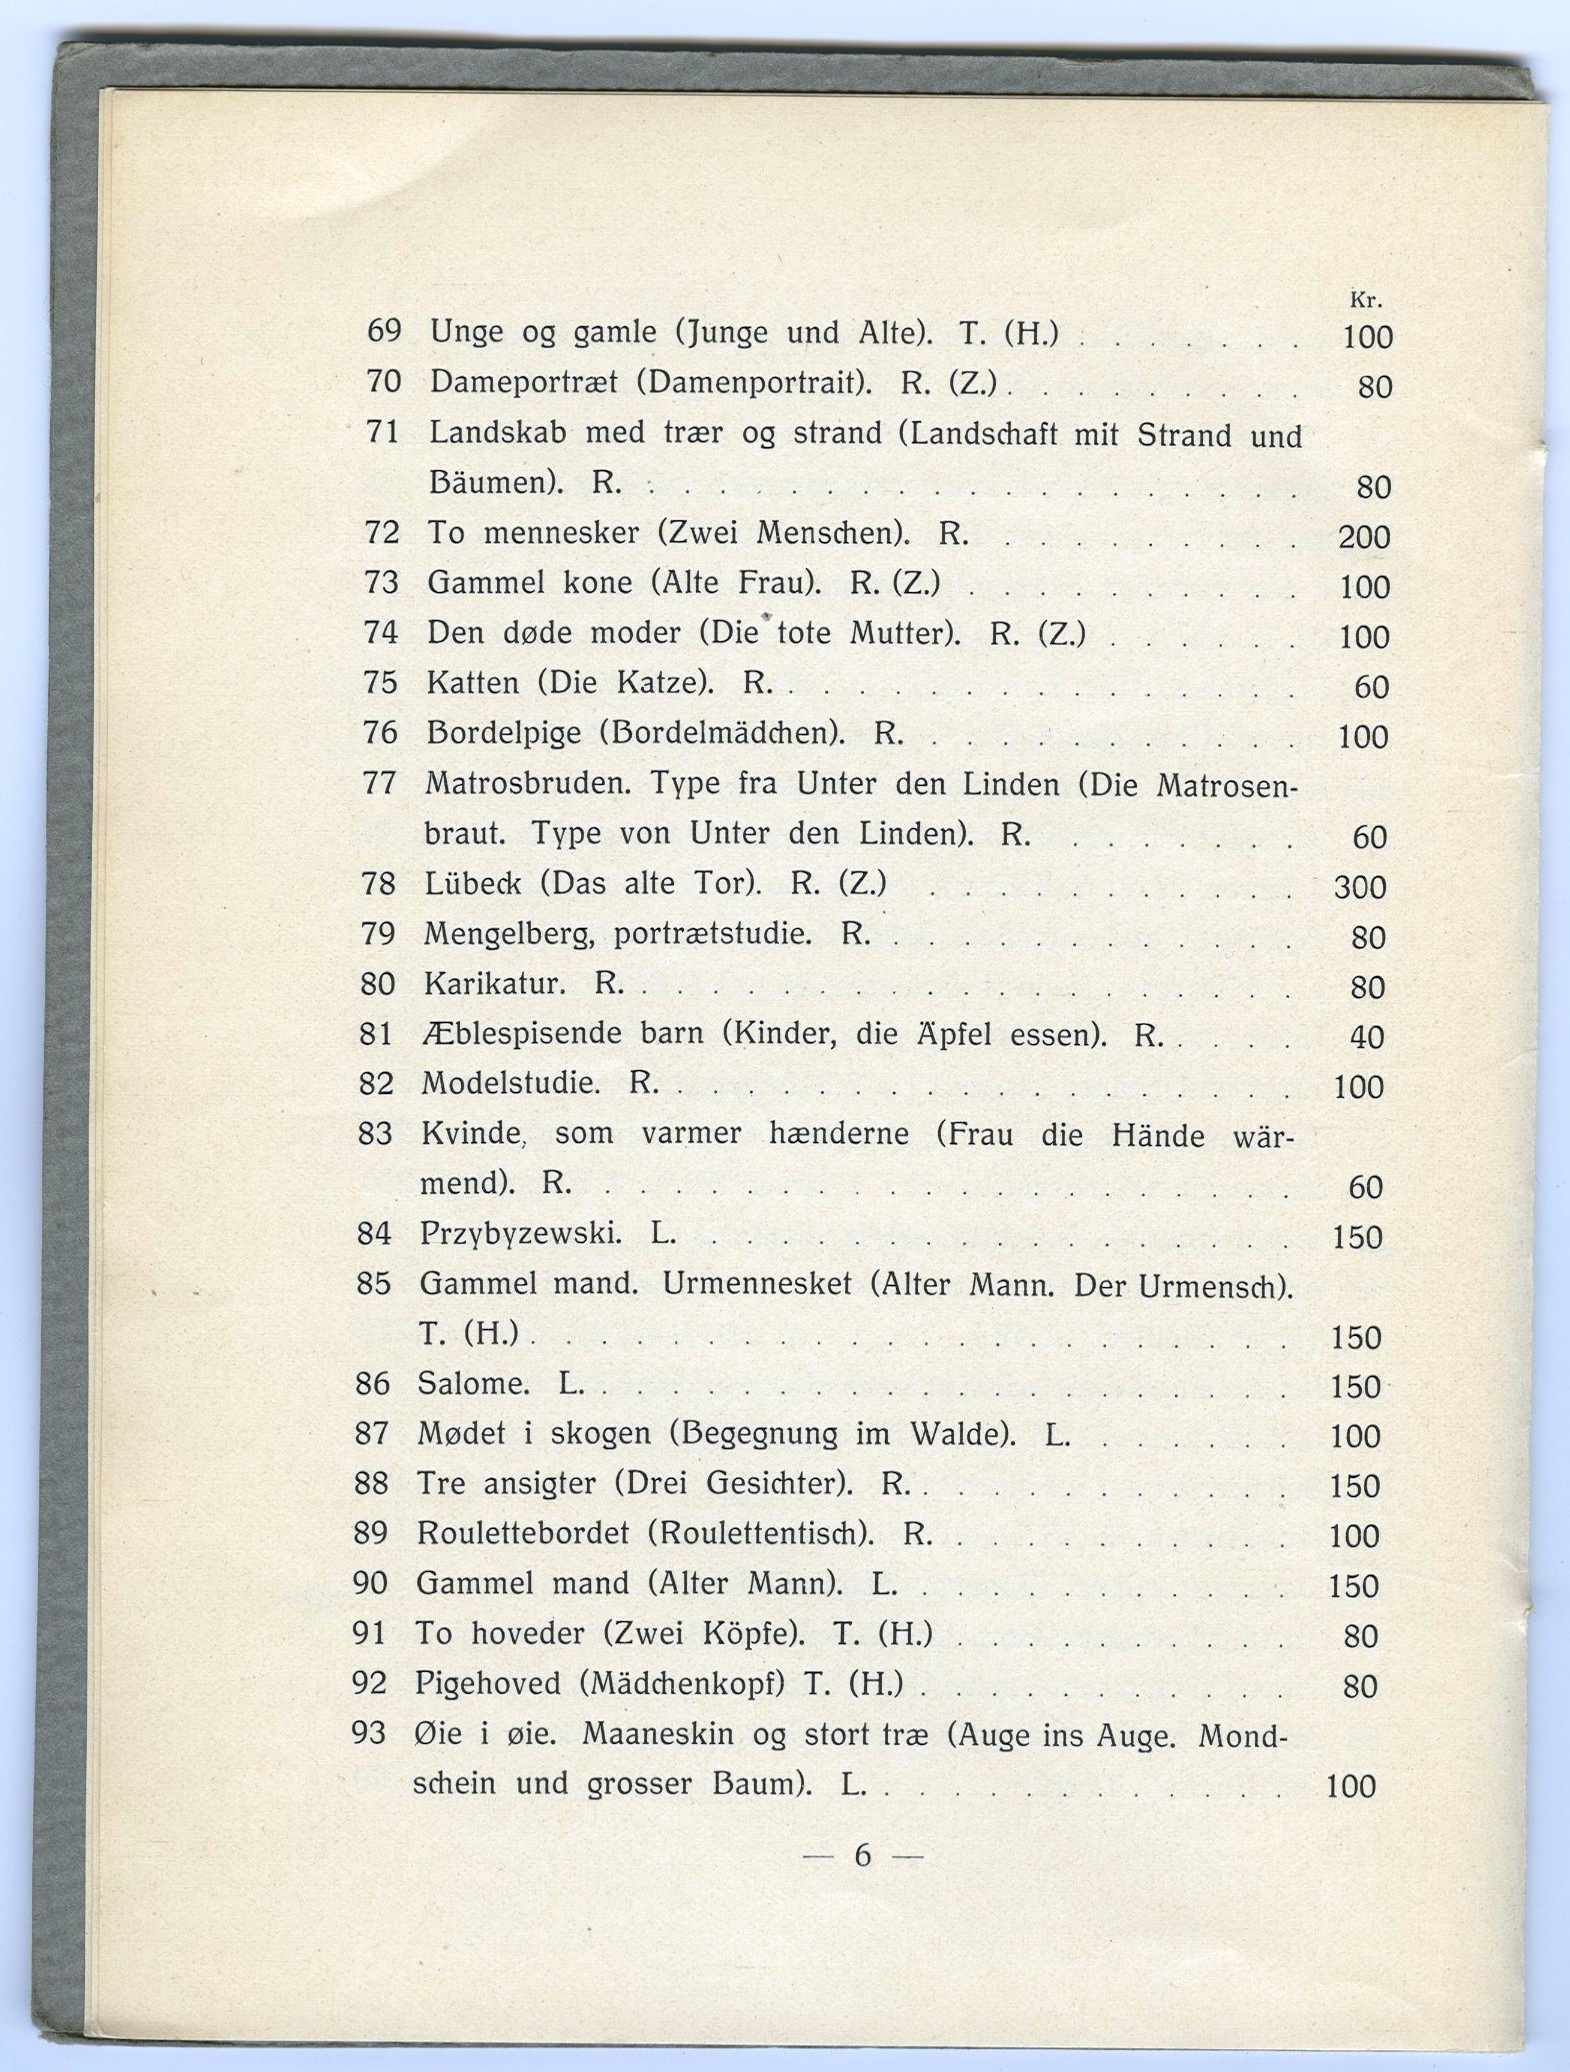 Kr.
69 Unge og gamle (Junge und Alte). T. (H.) . . . . . . . 100
70 Dameportræt (Damenportrait). R. (Z.) . . . . . . . . . 80
71 Landskab med trær og strand (Landschaft mit Strand und
Bäumen). R. . . . . . . . . . . . . . . . . . . . 80
72 To mennesker (Zwei Menschen). R. . . . . . . . . . 200
73 Gammel kone (Alte Frau). R. (Z.) . . . . . . . . . . 100
74 Den døde moder (Die tote Mutter). R. (Z.) . . . . . . 100
75 Katten (Die Katze). R. . . . . . . . . . . . . . . . 60
76 Bordelpige (Bordelmädchen). R. . . . . . . . . . . . 100
77 Matrosbruden. Type fra Unter den Linden (Die Matrosen-
braut. Type von Unter den Linden). R. . . . . . . . 60
78 Lübeck (Das alte Tor). R. (Z.) . . . . . . . . . . . 300
79 Mengelberg, portrætstudie. R. . . . . . . . . . . . . 80
80 Karikatur. R. . . . . . . . . . . . . . . . . . . . 80
81 Æblespisende barn (Kinder, die Äpfel essen). R. . . . . 40
82 Modelstudie. R. . . . . . . . . . . . . . . . . . . 100
83 Kvinde, som varmer hænderne (Frau die Hände wär-
mend). R. . . . . . . . . . . . . . . . . . . . . 60
84 Przybyzewski. L. . . . . . . . . . . . . . . . . . 150
85 Gammel mand. Urmennesket (Alter Mann. Der Urmensch).
T. (H.) . . . . . . . . . . . . . . . . . . . . . . 150
86 Salome. L. . . . . . . . . . . . . . . . . . . . . 150
87 Mødet i skogen (Begegnung im Walde). L. . . . . . . 100
88 Tre ansigter (Drei Gesichter). R. . . . . . . . . . . . 150
89 Roulettebordet (Roulettentisch). R. . . . . . . . . . . 100
90 Gammel mand (Alter Mann). L. . . . . . . . . . . . 150
91 To hoveder (Zwei Köpfe). T. (H.) . . . . . . . . . . 80
92 Pigehoved (Mädchenkopf) T. (H.) . . . . . . . . . . . 80
93 Øie i øie. Maaneskin og stort træ (Auge ins Auge. Mond-
schein und grosser Baum). L. . . . . . . . . . . . . 100
— 6 —